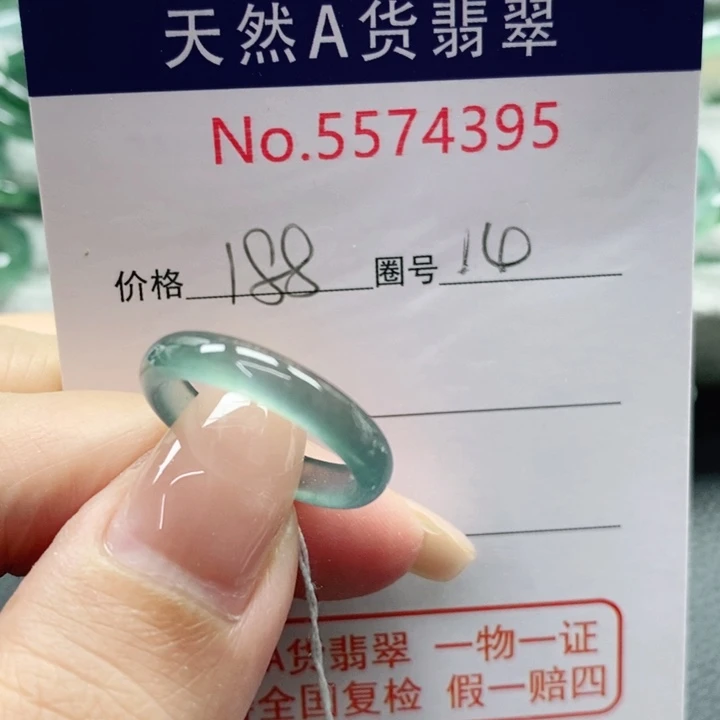 天然A货翡翠
No.5574395
价格 188 圈号 16
A货翡翠 一物一证
全国复检 假一赔四